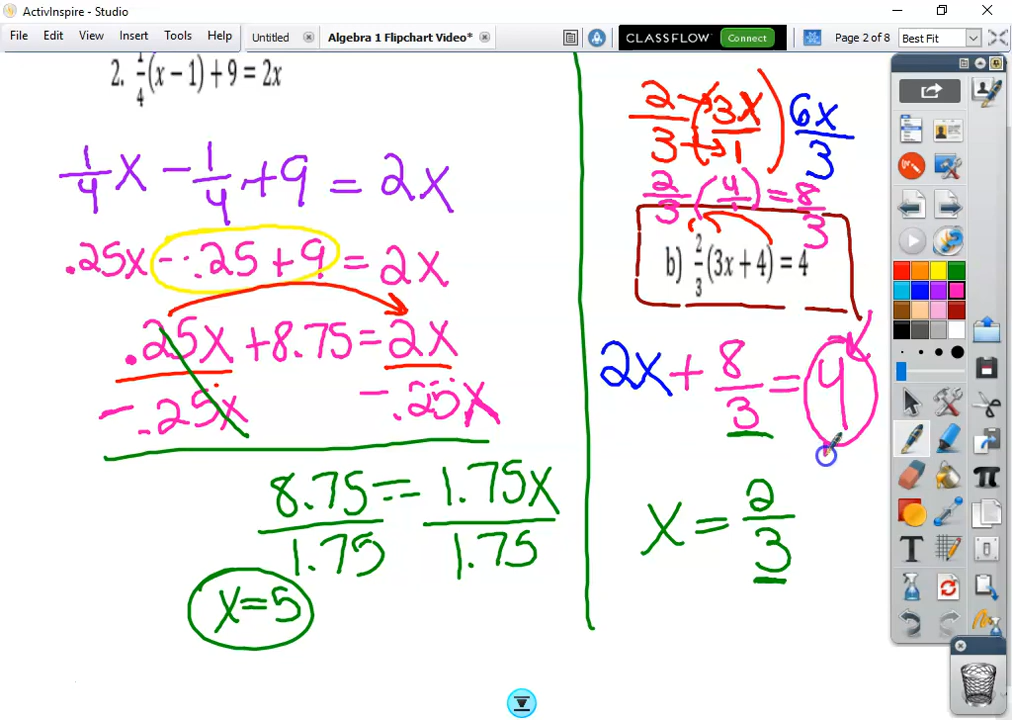 ActivInspire - Studio
File Edit View Insert Tools Help
Untitled
Algebra 1 Flipchart Video*
CLASSFLOW Connect
Page 2 of 8
Best Fit
2. 1/4(x − 1) + 9 = 2x
1/4x − 1/4 + 9 = 2x
.25x − .25 + 9 = 2x
.25x + 8.75 = 2x
− .25x − .25x
8.75 = 1.75x
1.75 1.75
x = 5
2/3 (3x/1) 6x/3
2/3 (4/1) = 8/3
b) 2/3(3x + 4) = 4
2x + 8/3 = 4
x = 2/3